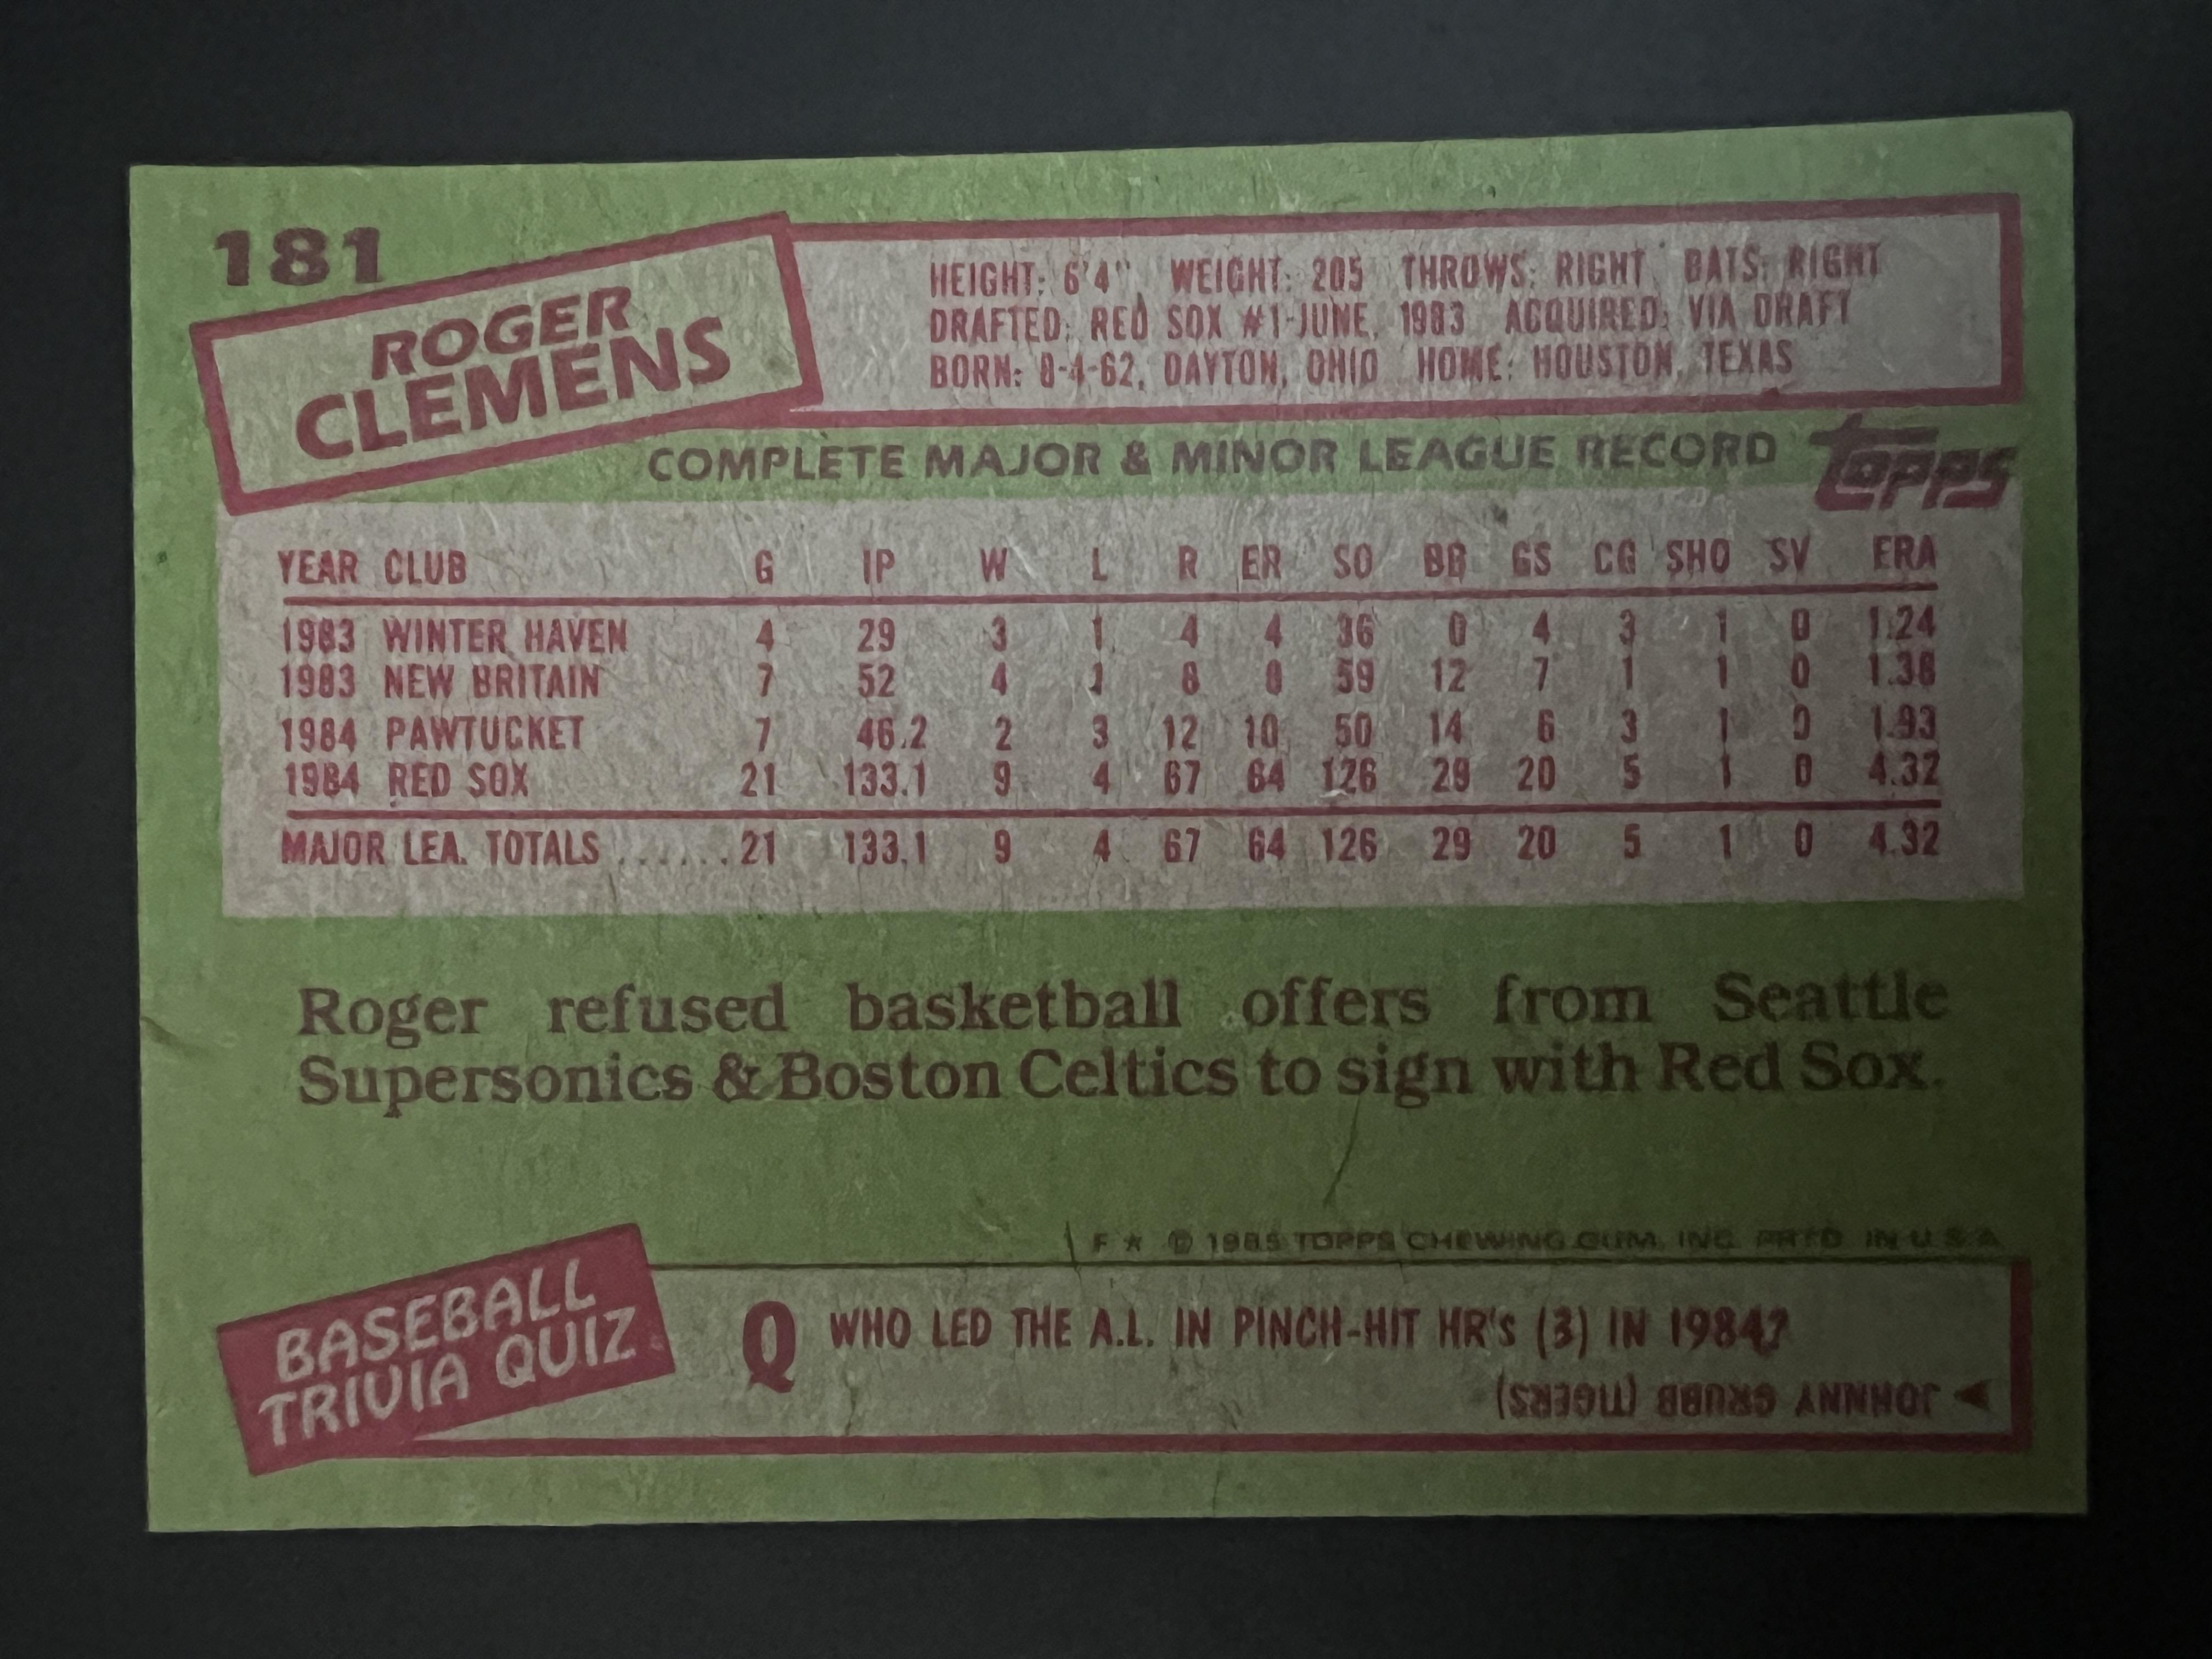 181
ROGER
CLEMENS
HEIGHT: 6'4" WEIGHT: 205 THROWS: RIGHT BATS: RIGHT
DRAFTED: RED SOX #1-JUNE, 1983 ACQUIRED: VIA DRAFT
BORN: 8-4-62, DAYTON, OHIO HOME: HOUSTON, TEXAS
COMPLETE MAJOR & MINOR LEAGUE RECORD topps
YEAR CLUB G IP W L R ER SO BB GS CG SHO SV ERA
1983 WINTER HAVEN 4 29 3 1 4 4 36 0 4 3 1 0 1.24
1983 NEW BRITAIN 7 52 4 1 8 8 59 12 7 1 1 0 1.38
1984 PAWTUCKET 7 46.2 2 3 12 10 50 14 6 3 1 0 1.93
1984 RED SOX 21 133.1 9 4 67 64 126 29 20 5 1 0 4.32
MAJOR LEA. TOTALS ...... 21 133.1 9 4 67 64 126 29 20 5 1 0 4.32
Roger refused basketball offers from Seattle
Supersonics & Boston Celtics to sign with Red Sox.
F ★ © 1985 TOPPS CHEWING GUM, INC. PRTD. IN U.S.A.
BASEBALL
TRIVIA QUIZ
Q WHO LED THE A.L. IN PINCH-HIT HR's (3) IN 1984?
JOHNNY GRUBB (TIGERS)